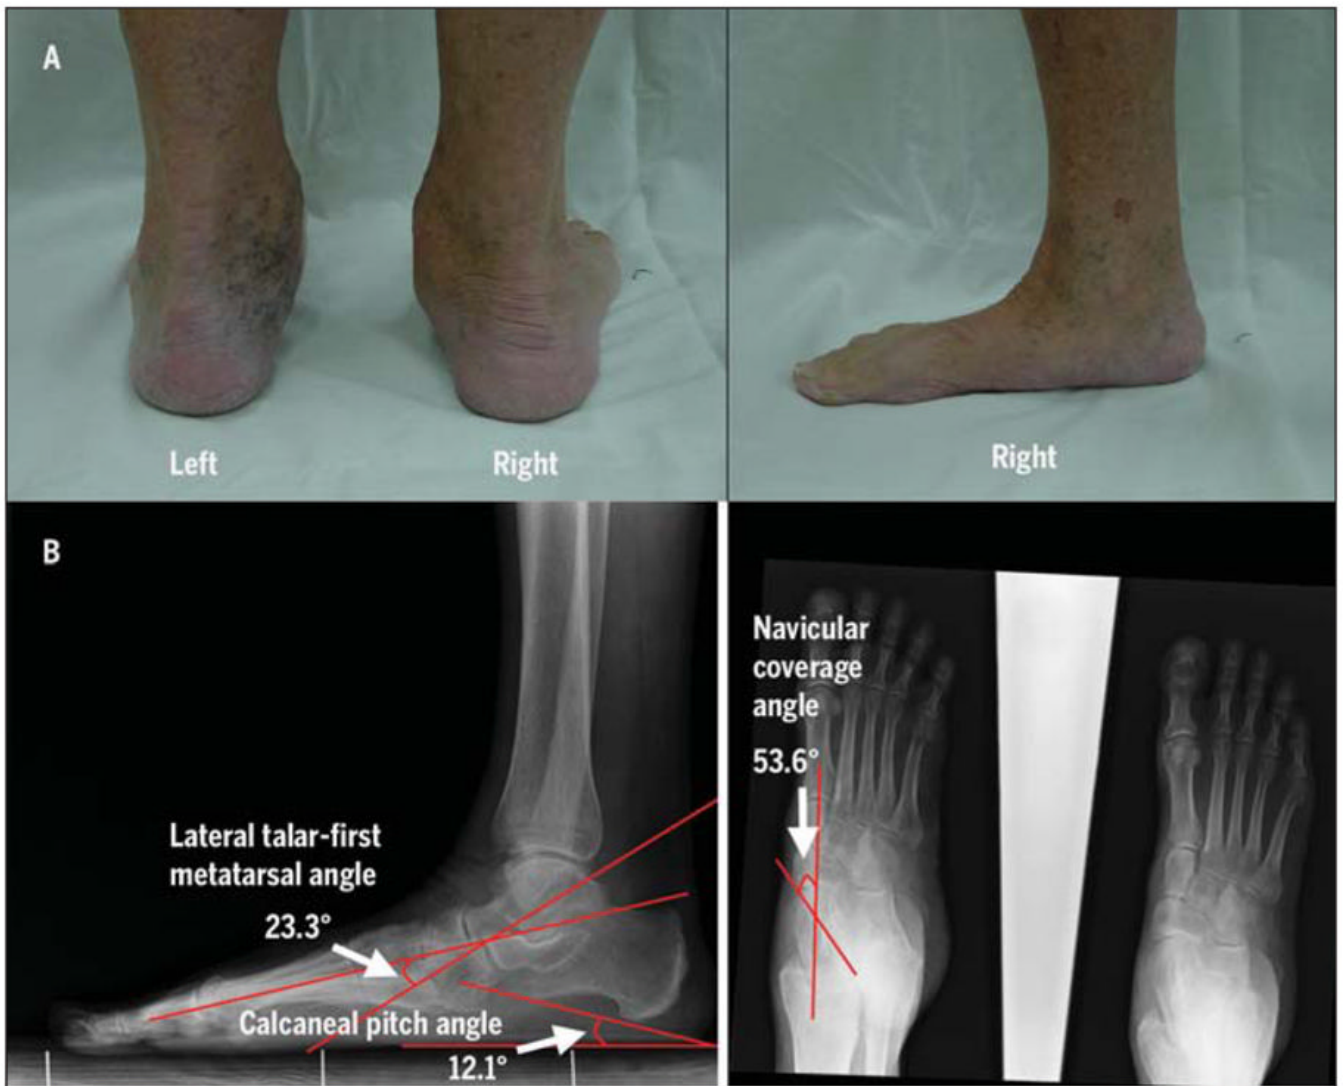 A
Left
Right
Right
B
Lateral talar-first
metatarsal angle
23.3°
Calcaneal pitch angle
12.1°
Navicular
coverage
angle
53.6°